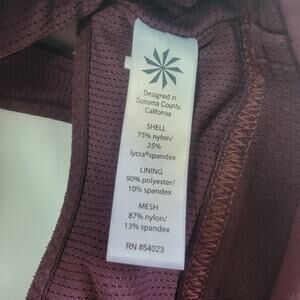 Designed in
Sonoma County,
California
SHELL
75% nylon/
25%
lycra®spandex
LINING
90% polyester/
10% spandex
MESH
87% nylon/
13% spandex
RN #54023